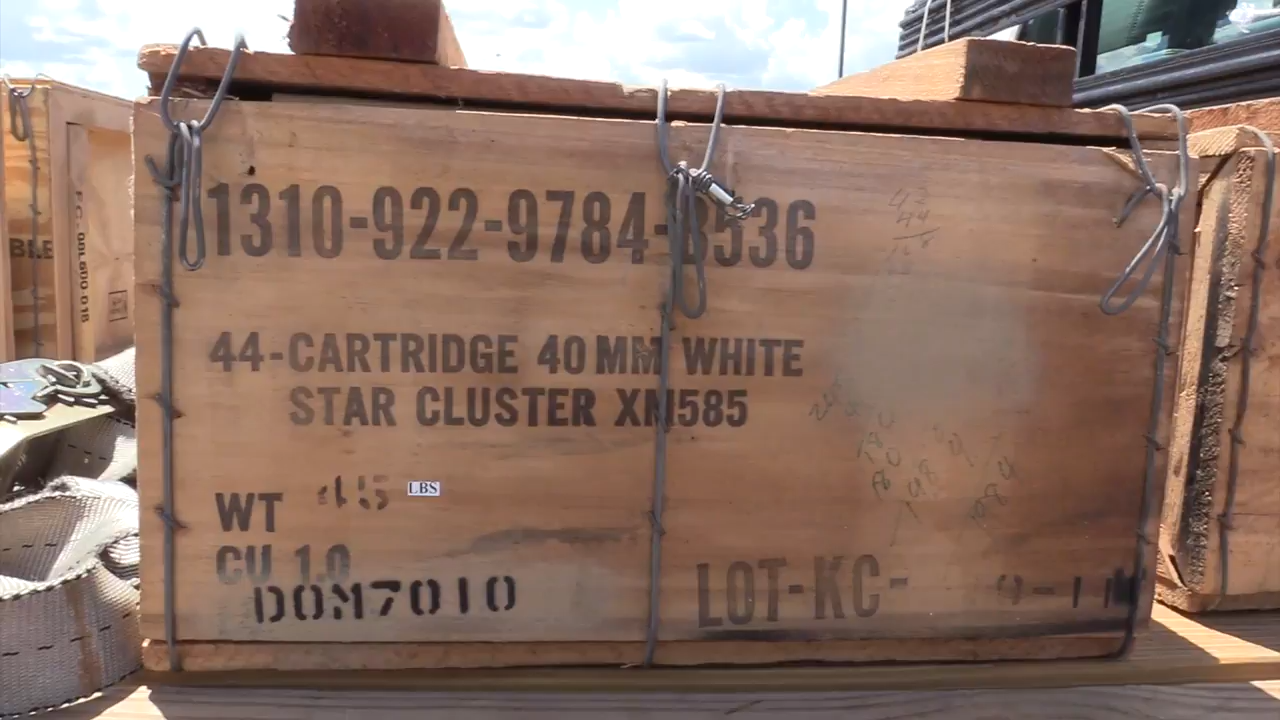 1310-922-9784-B536
44-CARTRIDGE 40 MM WHITE
STAR CLUSTER XM585
WT 45 LBS
CU 1.0
DOM7010
LOT-KC-